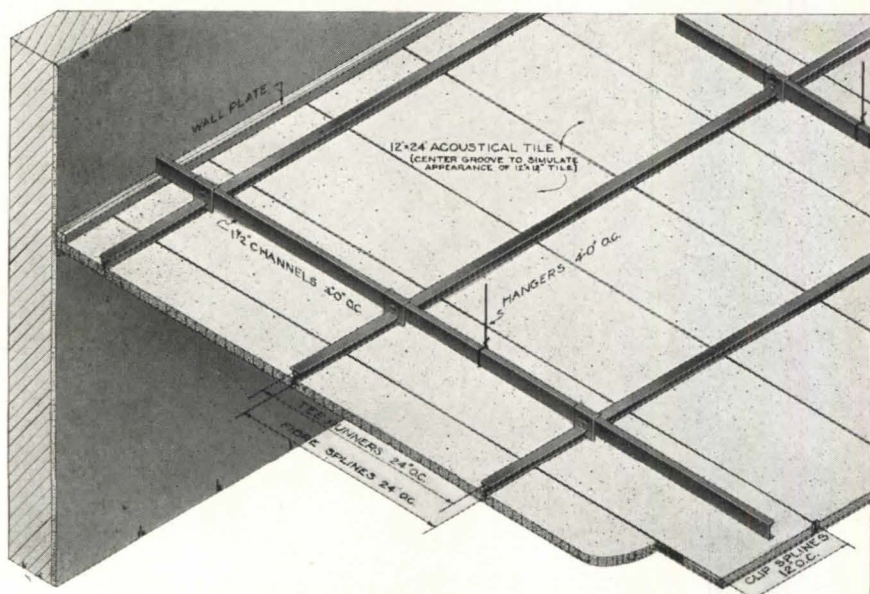 WALL PLATE
12"x24" ACOUSTICAL TILE
(CENTER GROOVE TO SIMULATE
APPEARANCE OF 12"x12" TILE)
1½" CHANNELS 4'-0" O.C.
HANGERS 4'-0" O.C.
TEE RUNNERS 24" O.C.
FIBRE SPLINES 24" O.C.
CLIP SPLINES
12" O.C.